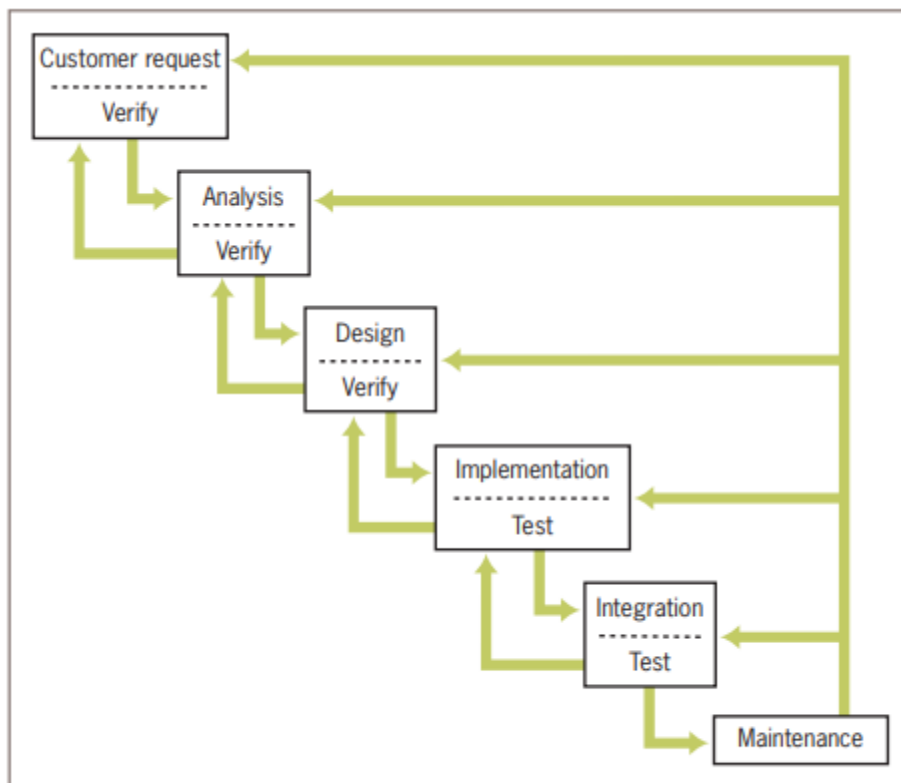 Customer request
Verify
Analysis
Verify
Design
Verify
Implementation
Test
Integration
Test
Maintenance